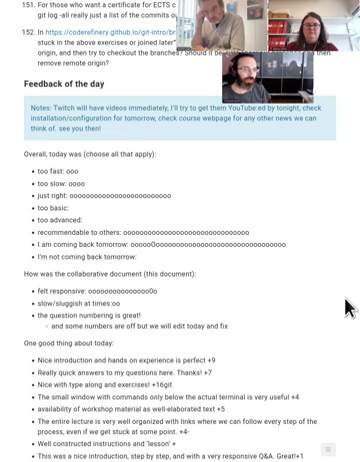 151. For those who want a certificate for ECTS c
git log -all really just a list of the commits o
152. In https://coderefinery.github.io/git-intro/br
stuck in the above exercises or joined later"
origin, and then try to checkout the branches? Should it be
then
remove remote origin?
Feedback of the day
Notes: Twitch will have videos immediately, I'll try to get them YouTube:ed by tonight, check
installation/configuration for tomorrow, check course webpage for any other news we can
think of. see you then!
Overall, today was (choose all that apply):
• too fast: ooo
• too slow: oooo
• just right: ooooooooooooooooooooooooo
• too basic:
• too advanced:
• recommendable to others: ooooooooooooooooooooooooooooooo
• I am coming back tomorrow: oooooOoooooooooooooooooooooooooooooooo
• I'm not coming back tomorrow:
How was the collaborative document (this document):
• felt responsive: oooooooooooooooOo
• slow/sluggish at times:oo
• the question numbering is great!
◦ and some numbers are off but we will edit today and fix
One good thing about today:
• Nice introduction and hands on experience is perfect +9
• Really quick answers to my questions here. Thanks! +7
• Nice with type along and exercises! +16git
• The small window with commands only below the actual terminal is very useful +4
• availability of workshop material as well-elaborated text +5
• The entire lecture is very well organized with links where we can follow every step of the
process, even if we get stuck at some point. +4-
• Well constructed instructions and 'lesson' +
• This was a nice introduction, step by step, and with a very responsive Q&A. Great!+1